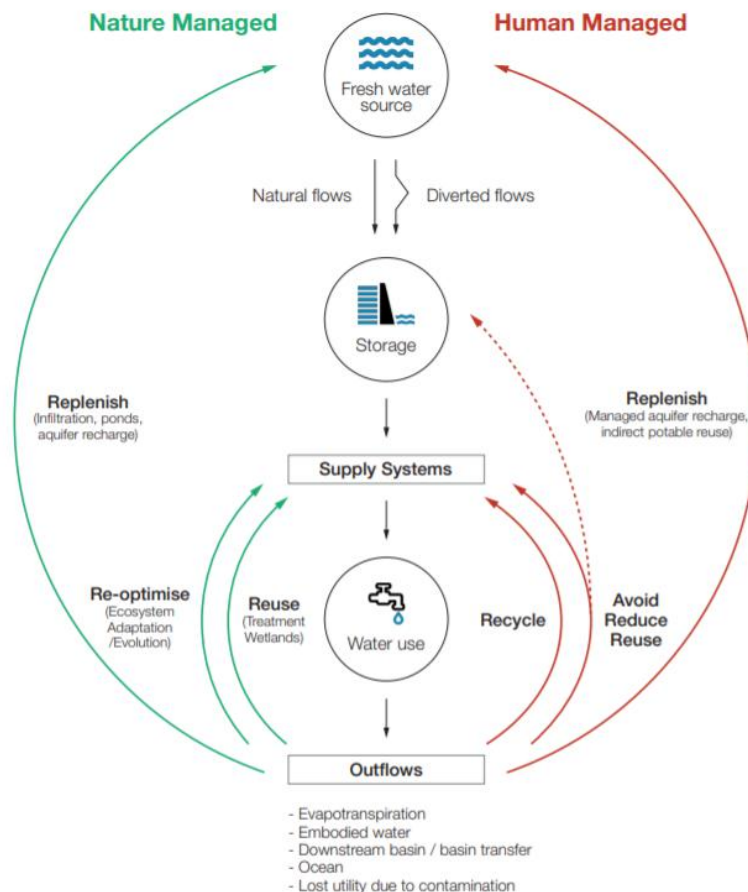 Nature Managed
Human Managed
Fresh water
source
Natural flows
Diverted flows
Storage
Replenish
(Infiltration, ponds,
aquifer recharge)
Replenish
(Managed aquifer recharge,
indirect potable reuse)
Supply Systems
Re-optimise
(Ecosystem
Adaptation
/Evolution)
Reuse
(Treatment
Wetlands)
Water use
Recycle
Avoid
Reduce
Reuse
Outflows
- Evapotranspiration
- Embodied water
- Downstream basin / basin transfer
- Ocean
- Lost utility due to contamination